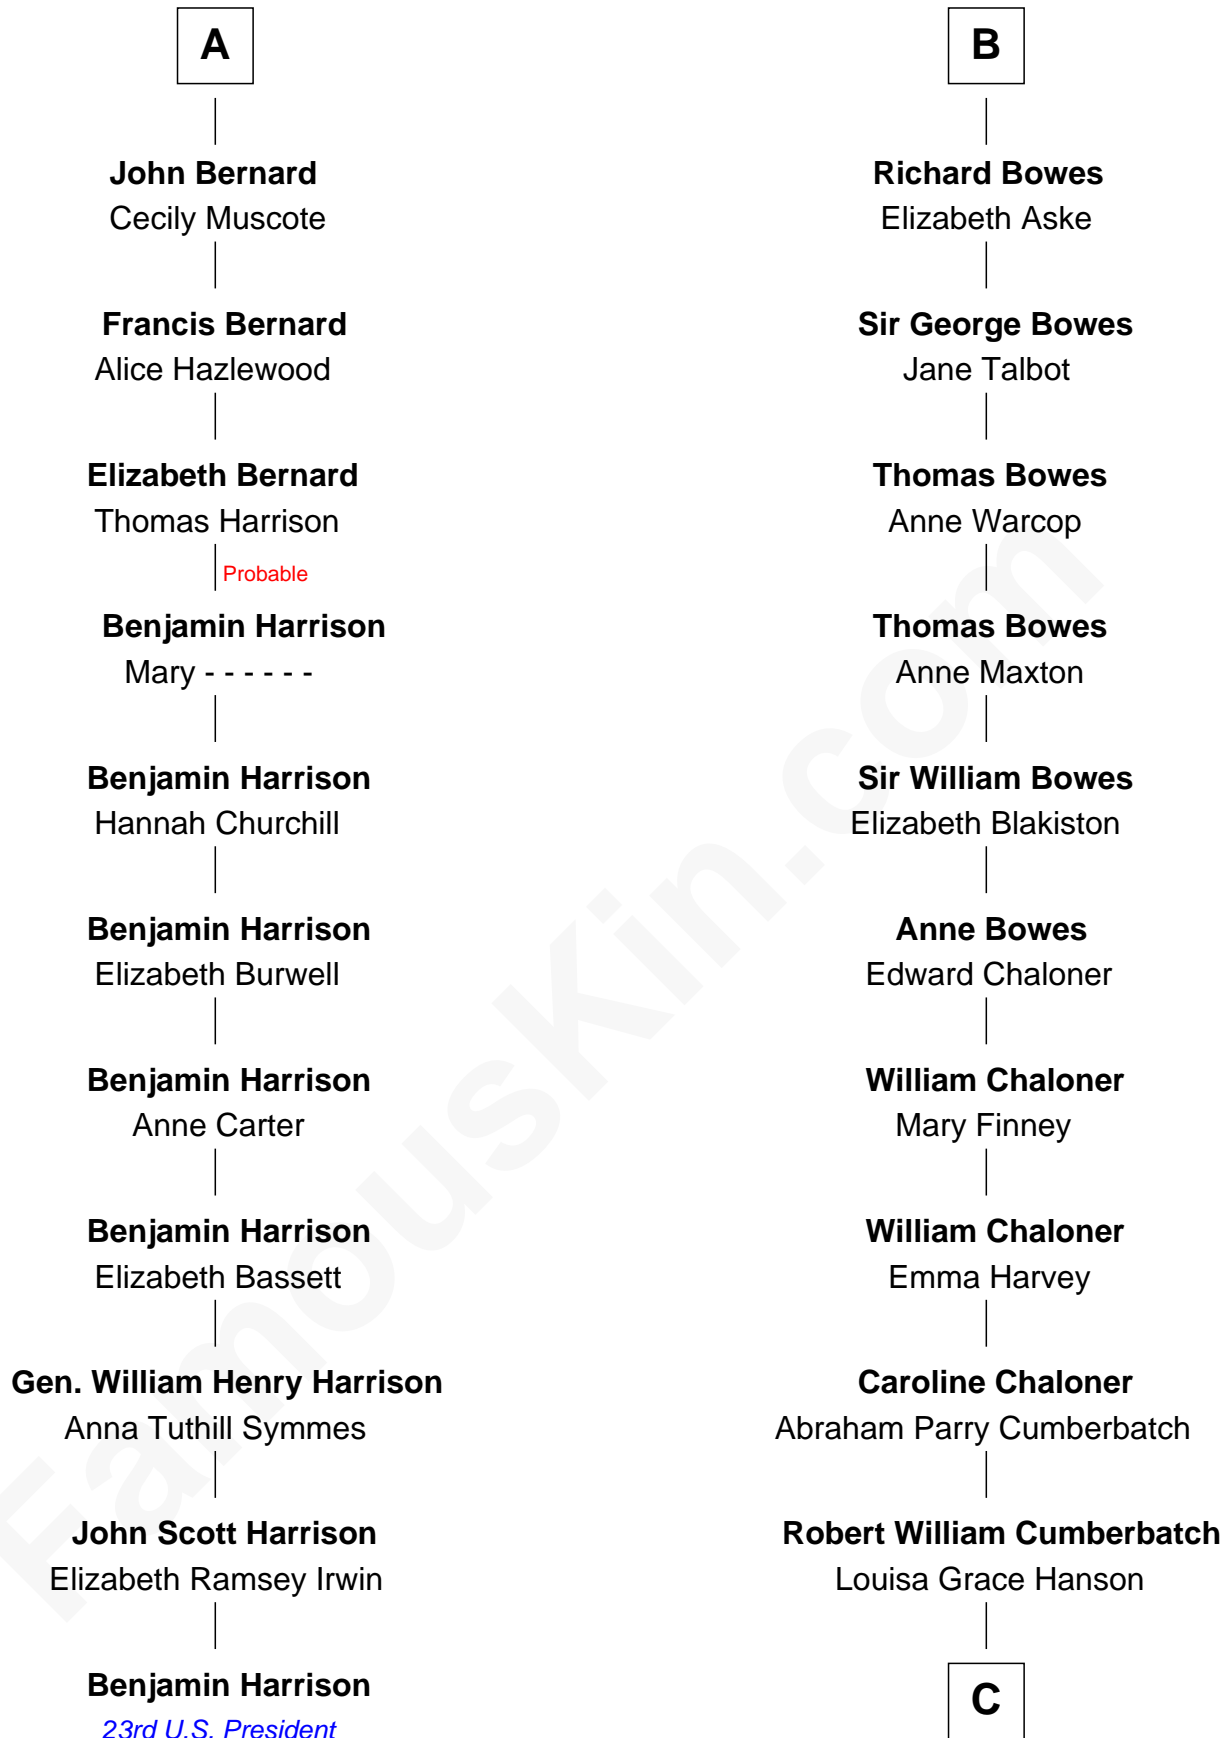 A
John Bernard
Cecily Muscote
Francis Bernard
Alice Hazlewood
Elizabeth Bernard
Thomas Harrison
Probable
Benjamin Harrison
Mary - - - - - -
Benjamin Harrison
Hannah Churchill
Benjamin Harrison
Elizabeth Burwell
Benjamin Harrison
Anne Carter
Benjamin Harrison
Elizabeth Bassett
Gen. William Henry Harrison
Anna Tuthill Symmes
John Scott Harrison
Elizabeth Ramsey Irwin
Benjamin Harrison
23rd U.S. President
B
Richard Bowes
Elizabeth Aske
Sir George Bowes
Jane Talbot
Thomas Bowes
Anne Warcop
Thomas Bowes
Anne Maxton
Sir William Bowes
Elizabeth Blakiston
Anne Bowes
Edward Chaloner
William Chaloner
Mary Finney
William Chaloner
Emma Harvey
Caroline Chaloner
Abraham Parry Cumberbatch
Robert William Cumberbatch
Louisa Grace Hanson
C
FamousKin.com